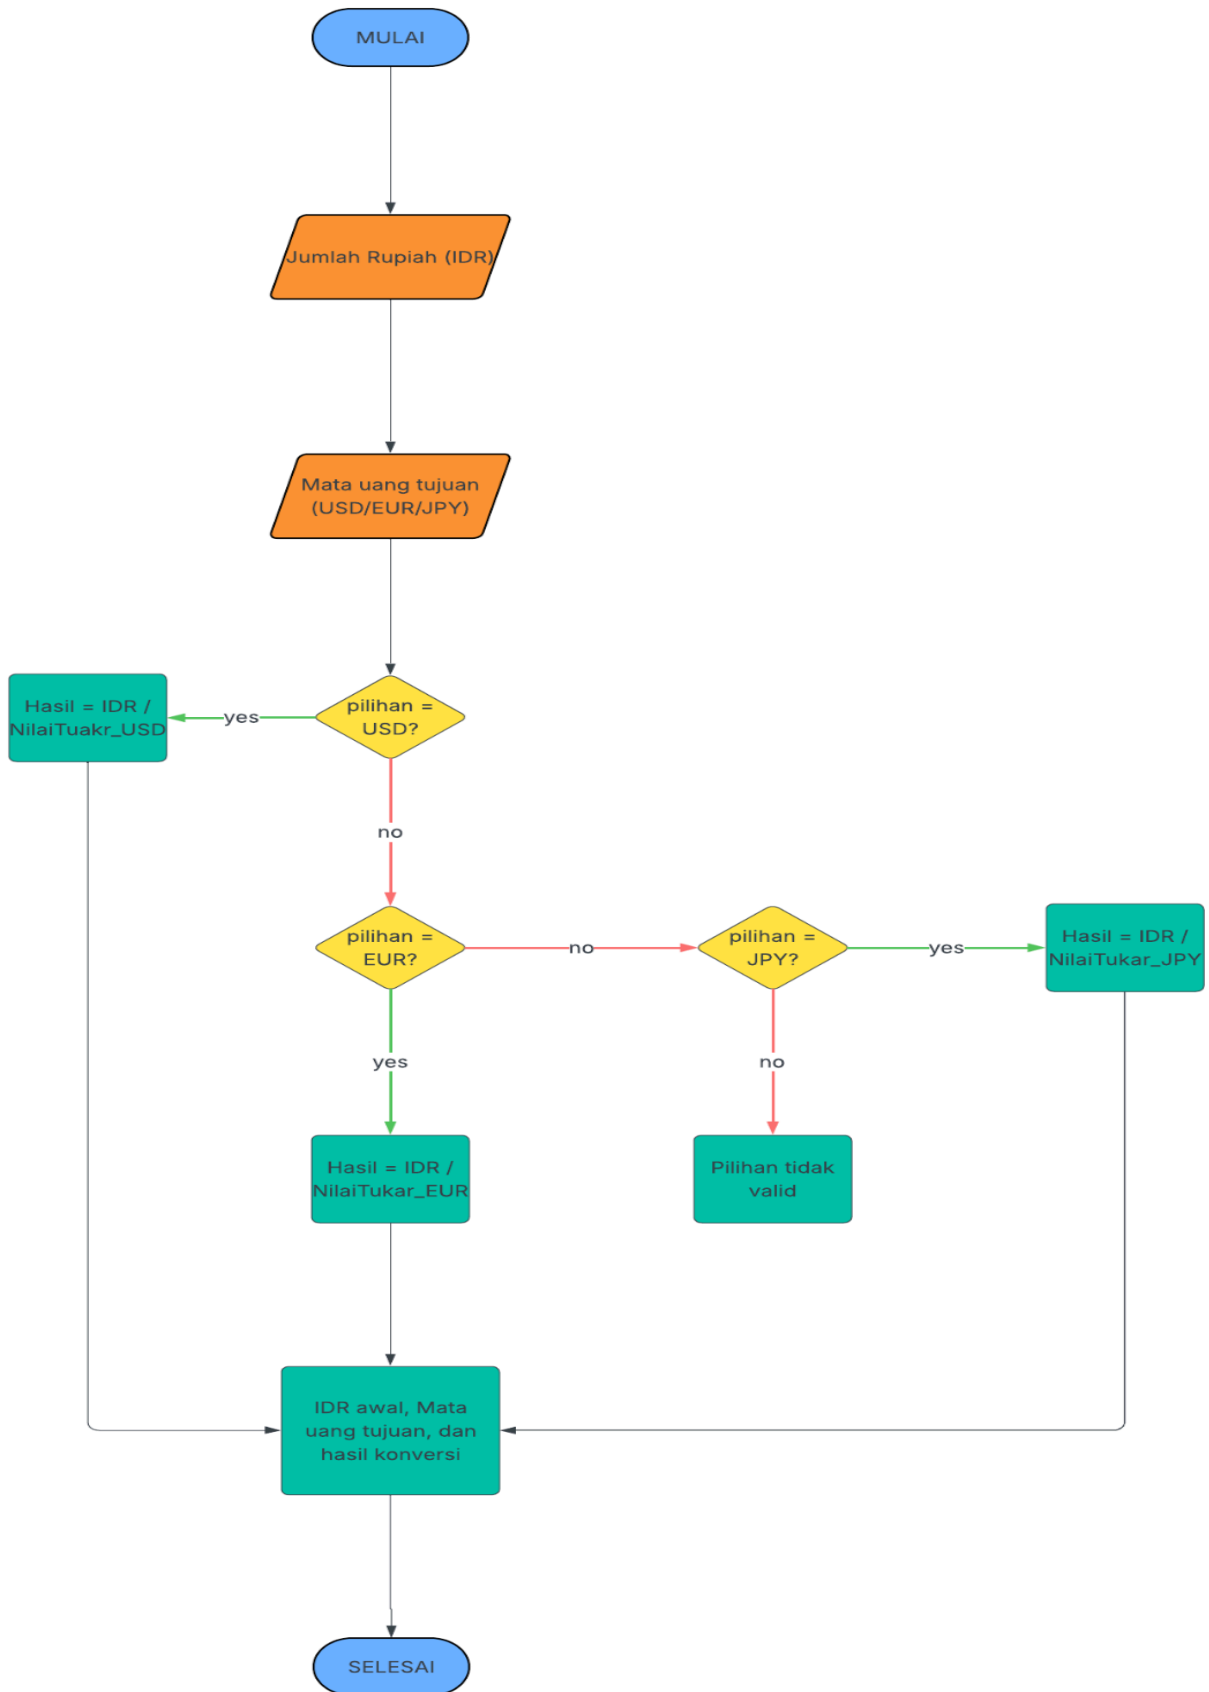 MULAI
Jumlah Rupiah (IDR)
Mata uang tujuan
(USD/EUR/JPY)
Hasil = IDR /
NilaiTuakr_USD
yes
pilihan =
USD?
no
pilihan =
EUR?
no
pilihan =
JPY?
yes
Hasil = IDR /
NilaiTukar_JPY
yes
no
Hasil = IDR /
NilaiTukar_EUR
Pilihan tidak
valid
IDR awal, Mata
uang tujuan, dan
hasil konversi
SELESAI